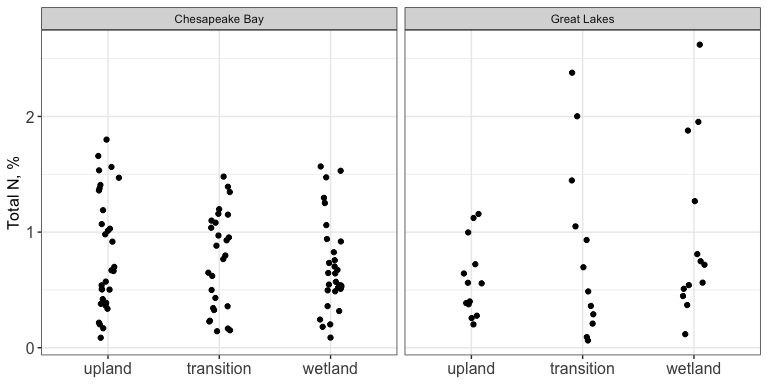 Chesapeake Bay
Great Lakes
Total N, %
2
1
0
upland
transition
wetland
upland
transition
wetland